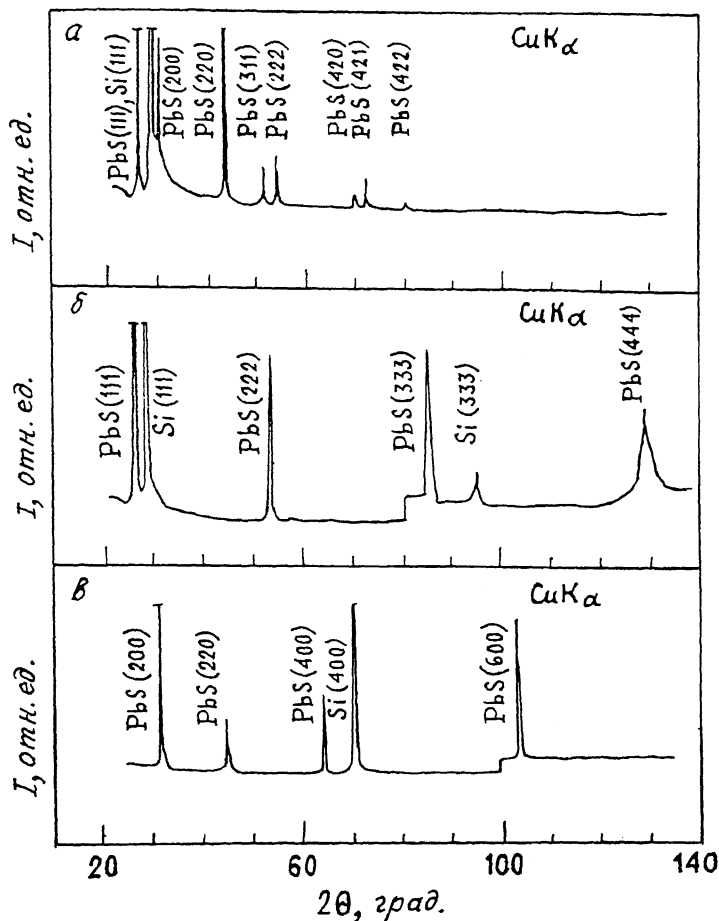 а
CuKα
PbS(111), Si(111)
PbS(200)
PbS(220)
PbS(311)
PbS(222)
PbS(420)
PbS(421)
PbS(422)
I, отн. ед.
б
CuKα
PbS(111)
Si(111)
PbS(222)
PbS(333)
Si(333)
PbS(444)
I, отн. ед.
в
CuKα
PbS(200)
PbS(220)
PbS(400)
Si(400)
PbS(600)
I, отн. ед.
20 60 100 140
2θ, град.